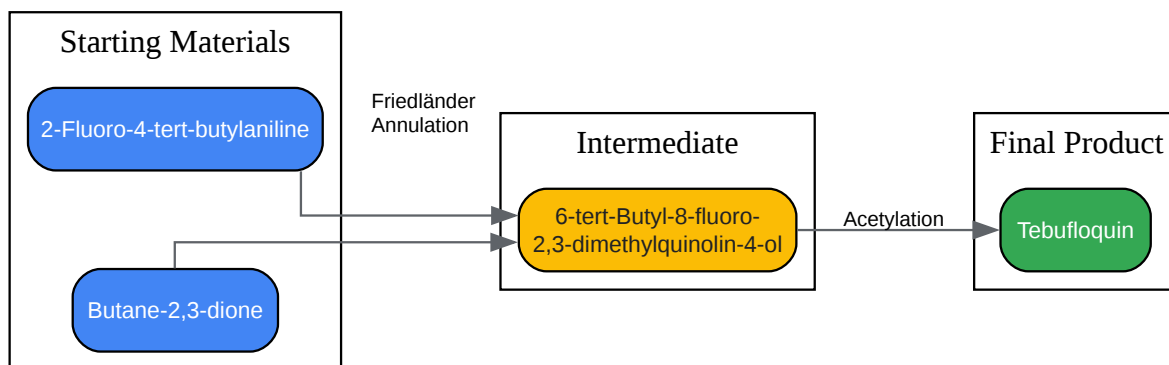 Starting Materials
2-Fluoro-4-tert-butylaniline
Butane-2,3-dione
Friedländer
Annulation
Intermediate
6-tert-Butyl-8-fluoro-
2,3-dimethylquinolin-4-ol
Acetylation
Final Product
Tebufloquin